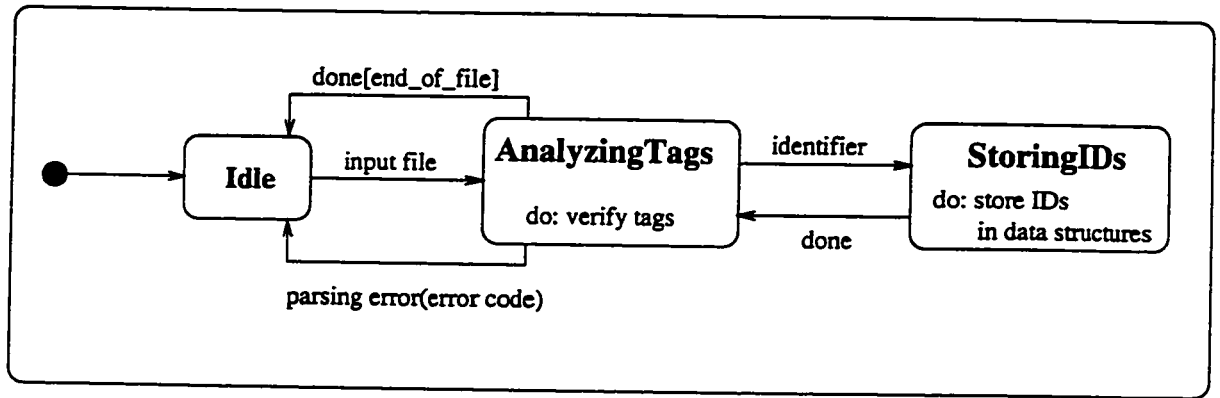 done[end_of_file]
Idle
input file
AnalyzingTags
do: verify tags
identifier
StoringIDs
do: store IDs
in data structures
done
parsing error(error code)